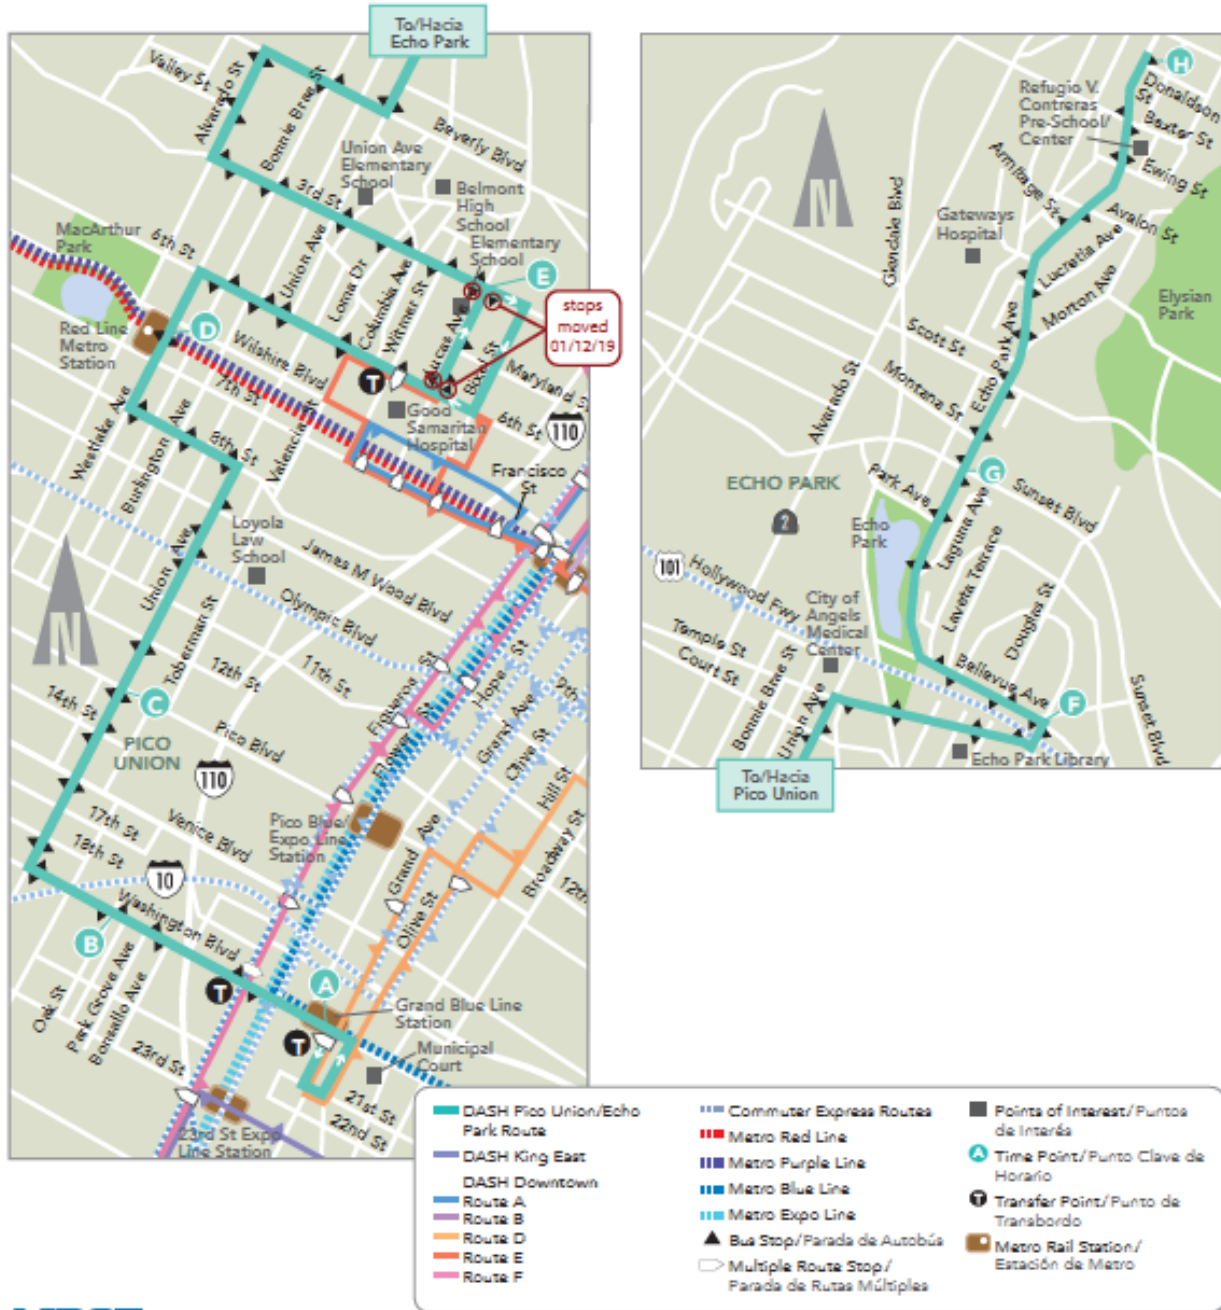 To/Hacia
Echo Park
Valley St
Alvarado St
Bonnie Brae St
Beverly Blvd
Union Ave
Elementary
School
3rd St
Belmont
High
School
Elementary
School
E
MacArthur
Park
6th St
Union Ave
Loma Dr
Columbia Ave
Witmer St
Lucas Ave
Bixel St
Maryland St
stops
moved
01/12/19
Red Line
Metro
Station
D
Wilshire Blvd
7th St
T
Good
Samaritan
Hospital
6th St
110
Westlake Ave
Burlington Ave
8th St
Valencia St
Francisco
St
Loyola
Law
School
Union Ave
James M Wood Blvd
Olympic Blvd
N
Toberman St
12th St
11th St
Figueroa St
Flower St
Hope St
Grand Ave
Olive St
9th
14th St
C
PICO
UNION
Pico Blvd
110
Hill St
Broadway St
12th
17th St
18th St
Venice Blvd
Pico Blue/
Expo Line
Station
Grand Ave
Olive St
10
Washington Blvd
B
Oak St
Park Grove Ave
Bonsallo Ave
23rd St
T
A
Grand Blue Line
Station
T
Municipal
Court
21st St
22nd St
23rd St Expo
Line Station
H
Donaldson
St
Baxter St
Refugio V.
Contreras
Pre-School/
Center
Ewing St
Armitage St
Avalon St
N
Glendale Blvd
Gateways
Hospital
Lucretia Ave
Morton Ave
Elysian
Park
Scott St
Echo Park Ave
Montana St
Alvarado St
G
Park Ave
Sunset Blvd
ECHO PARK
2
Echo
Park
Laguna Ave
Laveta Terrace
101
Hollywood Fwy
City of
Angels
Medical
Center
Douglas St
Temple St
Court St
Bonnie Brae St
Union Ave
Bellevue Ave
F
Sunset Blvd
Echo Park Library
To/Hacia
Pico Union
DASH Pico Union/Echo
Park Route
DASH King East
DASH Downtown
Route A
Route B
Route D
Route E
Route F
Commuter Express Routes
Metro Red Line
Metro Purple Line
Metro Blue Line
Metro Expo Line
Bus Stop/Parada de Autobús
Multiple Route Stop/
Parada de Rutas Múltiples
Points of Interest/Puntos
de Interés
A Time Point/Punto Clave de
Horario
T Transfer Point/Punto de
Transbordo
Metro Rail Station/
Estación de Metro